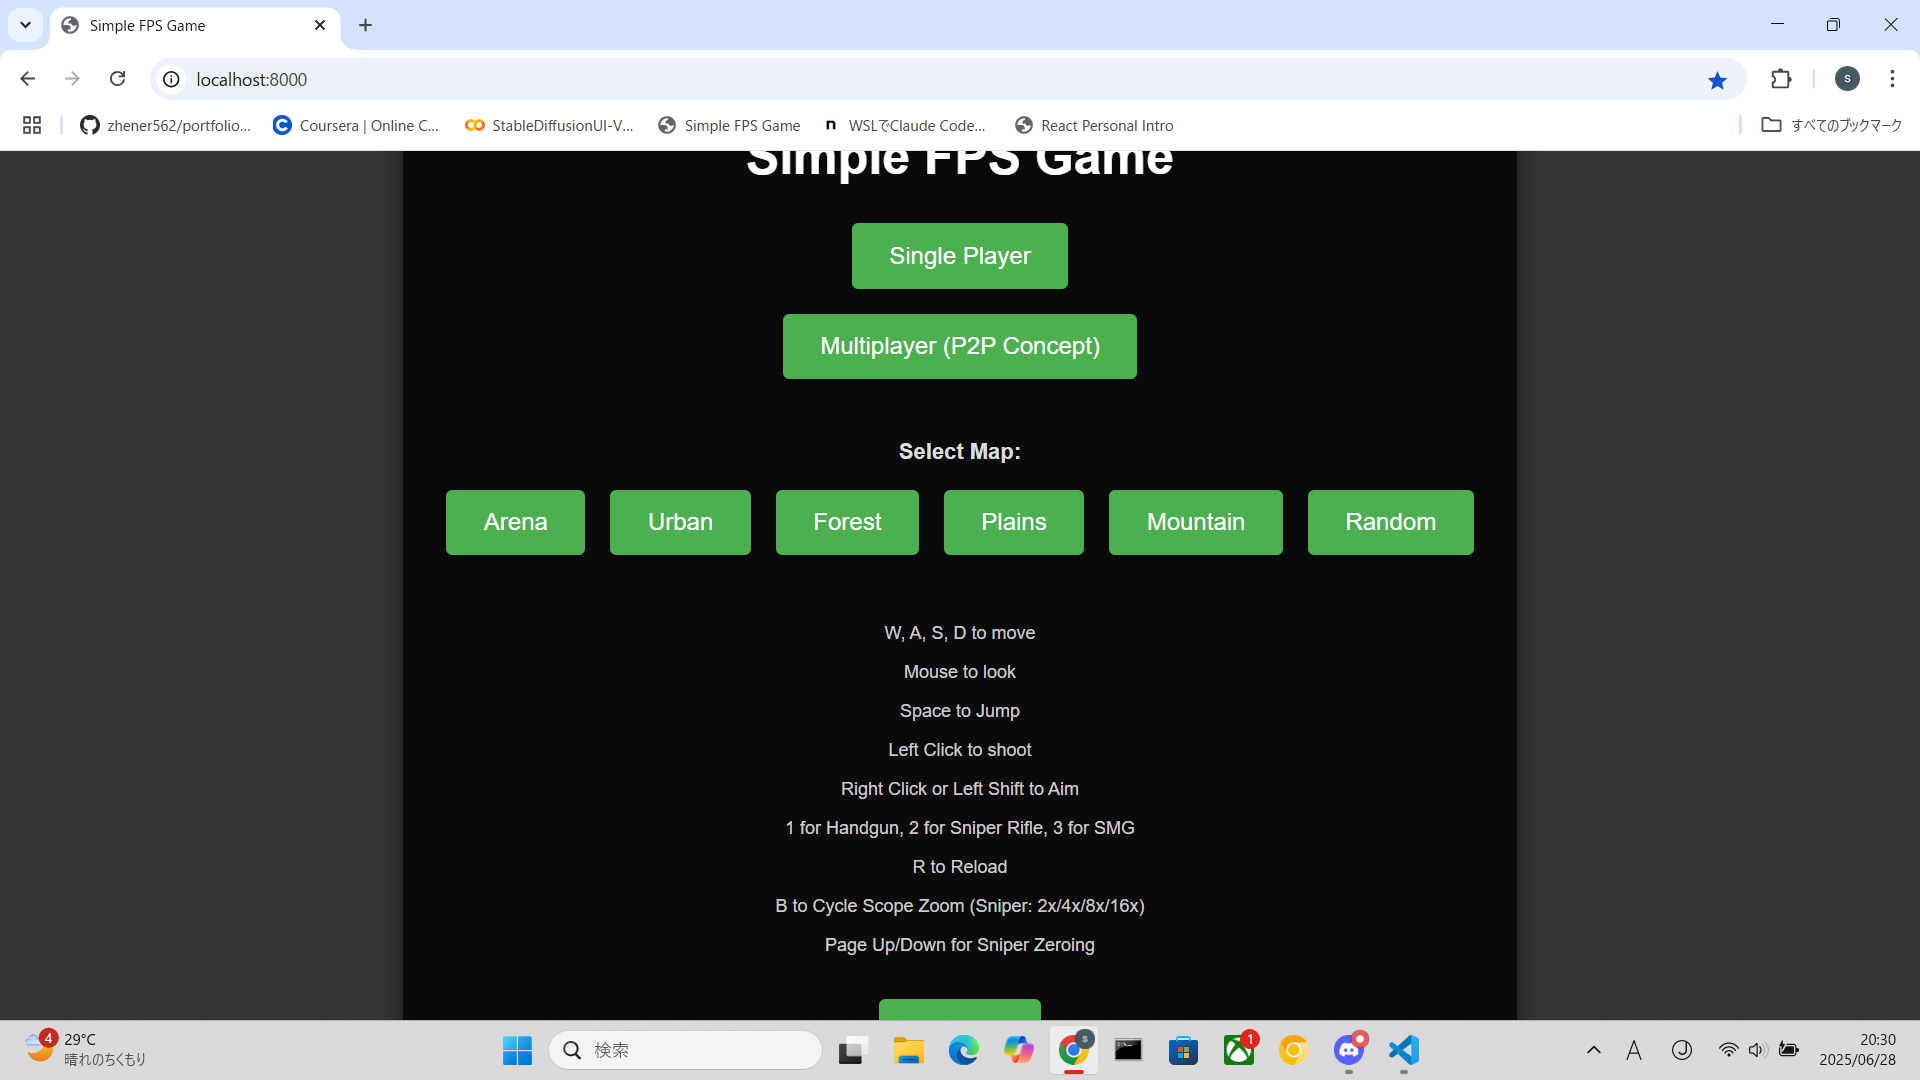 Simple FPS Game
localhost:8000
S
zhener562/portfolio...
Coursera | Online C...
StableDiffusionUI-V...
Simple FPS Game
WSLでClaude Code...
React Personal Intro
すべてのブックマーク
Simple FPS Game
Single Player
Multiplayer (P2P Concept)
Select Map:
Arena Urban Forest Plains Mountain Random
W, A, S, D to move
Mouse to look
Space to Jump
Left Click to shoot
Right Click or Left Shift to Aim
1 for Handgun, 2 for Sniper Rifle, 3 for SMG
R to Reload
B to Cycle Scope Zoom (Sniper: 2x/4x/8x/16x)
Page Up/Down for Sniper Zeroing
4
29°C
晴れのちくもり
検索
S
1
A
J
20:30
2025/06/28